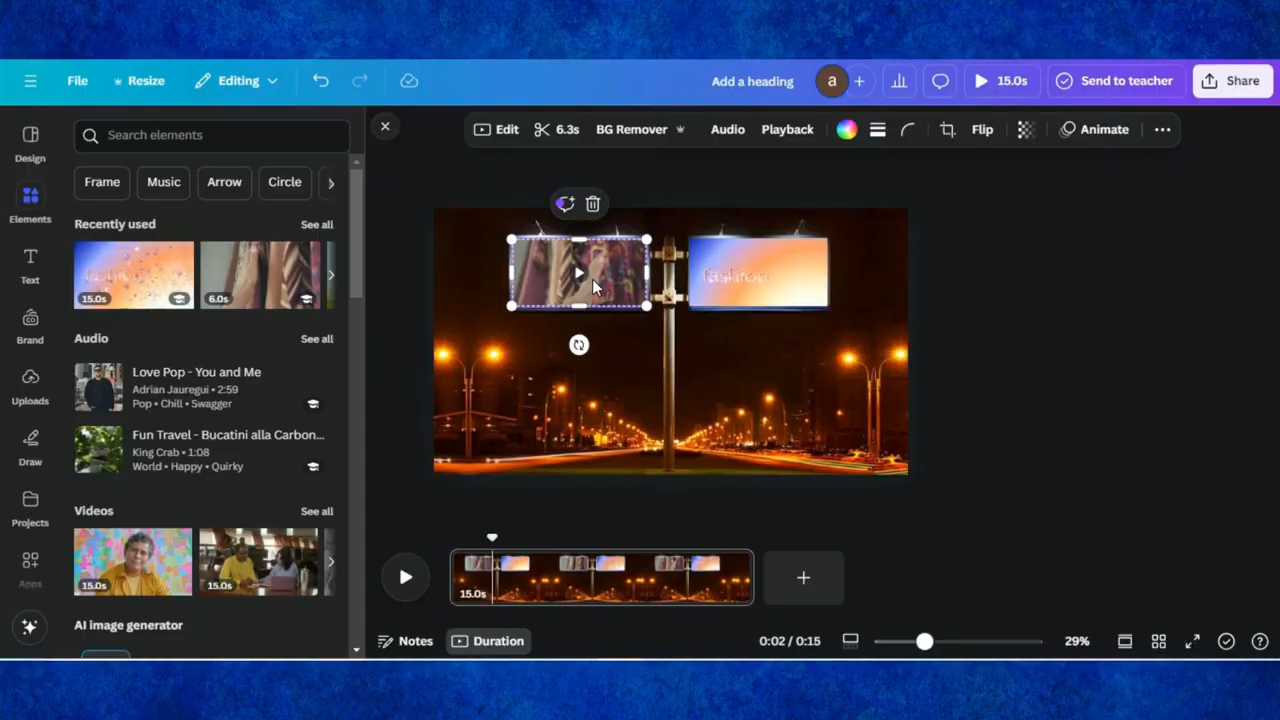 File
Resize
Editing
Add a heading
a
+
15.0s
Send to teacher
Share
Design
Elements
Text
Brand
Uploads
Draw
Projects
Apps
Search elements
Frame
Music
Arrow
Circle
Recently used
See all
15.0s
6.0s
Audio
See all
Love Pop - You and Me
Adrian Jauregui • 2:59
Pop • Chill • Swagger
Fun Travel - Bucatini alla Carbon...
King Crab • 1:08
World • Happy • Quirky
Videos
See all
15.0s
15.0s
AI image generator
Edit
6.3s
BG Remover
Audio
Playback
Flip
Animate
fashion
15.0s
Notes
Duration
0:02 / 0:15
29%